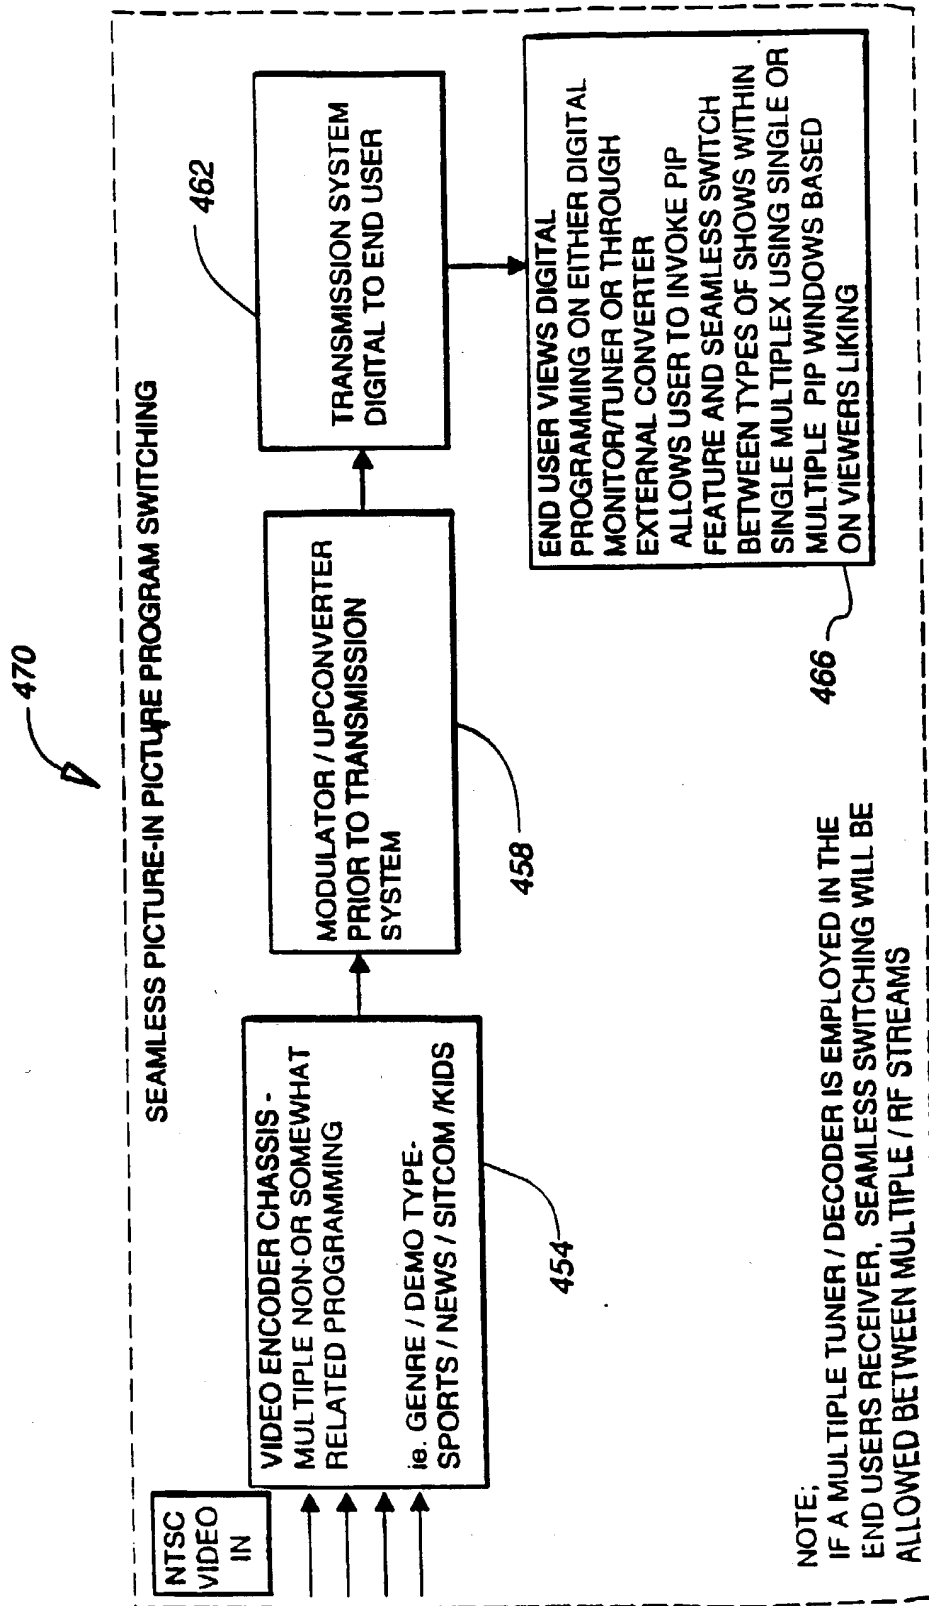 470
SEAMLESS PICTURE-IN PICTURE PROGRAM SWITCHING
NTSC
VIDEO
IN
VIDEO ENCODER CHASSIS -
MULTIPLE NON-OR SOMEWHAT
RELATED PROGRAMMING
ie. GENRE / DEMO TYPE-
SPORTS / NEWS / SITCOM /KIDS
454
MODULATOR / UPCONVERTER
PRIOR TO TRANSMISSION
SYSTEM
458
TRANSMISSION SYSTEM
DIGITAL TO END USER
462
END USER VIEWS DIGITAL
PROGRAMMING ON EITHER DIGITAL
MONITOR/TUNER OR THROUGH
EXTERNAL CONVERTER
ALLOWS USER TO INVOKE PIP
FEATURE AND SEAMLESS SWITCH
BETWEEN TYPES OF SHOWS WITHIN
SINGLE MULTIPLEX USING SINGLE OR
MULTIPLE PIP WINDOWS BASED
ON VIEWERS LIKING
466
NOTE;
IF A MULTIPLE TUNER / DECODER IS EMPLOYED IN THE
END USERS RECEIVER, SEAMLESS SWITCHING WILL BE
ALLOWED BETWEEN MULTIPLE / RF STREAMS